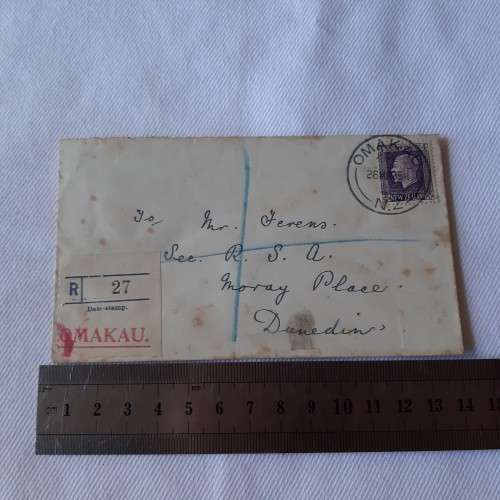 OMAKAU
N.Z.
NEW ZEALAND
To Mr. Ferens.
Sec. R. S. A.
Moray Place.
Dunedin
R 27
Date-stamp.
OMAKAU.
1 2 3 4 5 6 7 8 9 10 11 12 13 14 15